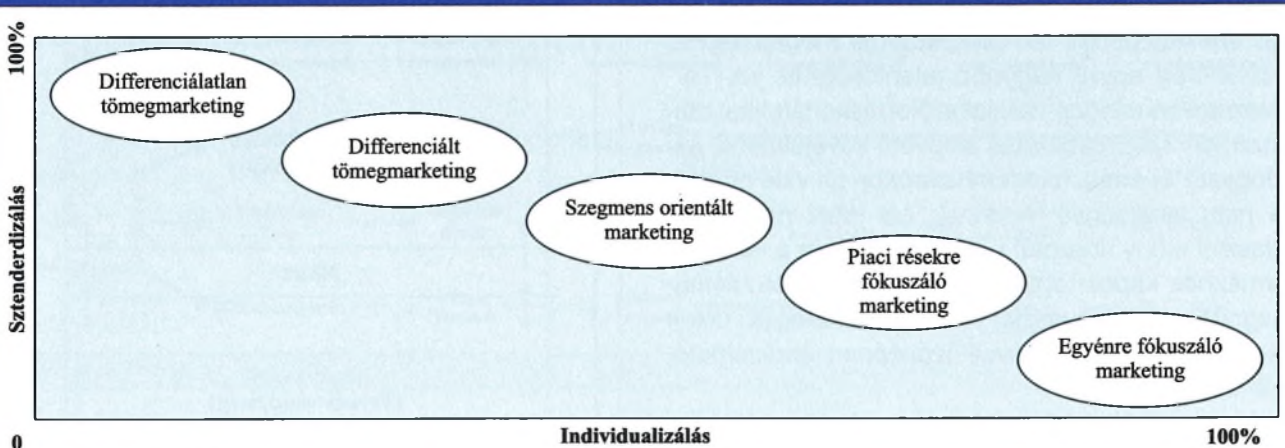 100%
Sztenderdizálás
Differenciálatlan
tömegmarketing
Differenciált
tömegmarketing
Szegmens orientált
marketing
Piaci résekre
fókuszáló
marketing
Egyénre fókuszáló
marketing
0
Individualizálás
100%